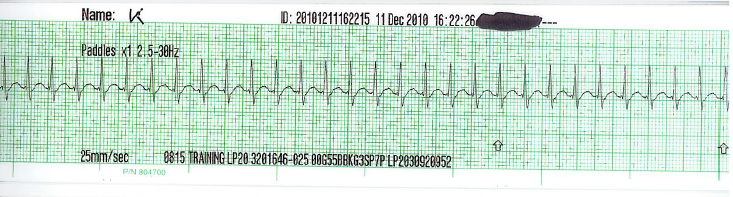 Name: K ID: 20101211162215 11 Dec 2010 16:22:26 ---
Paddles x1 2.5-30Hz
25mm/sec 0815 TRAINING LP20 3201646-025 00G55BBKG3SP7P LP2030920952
P/N 804700